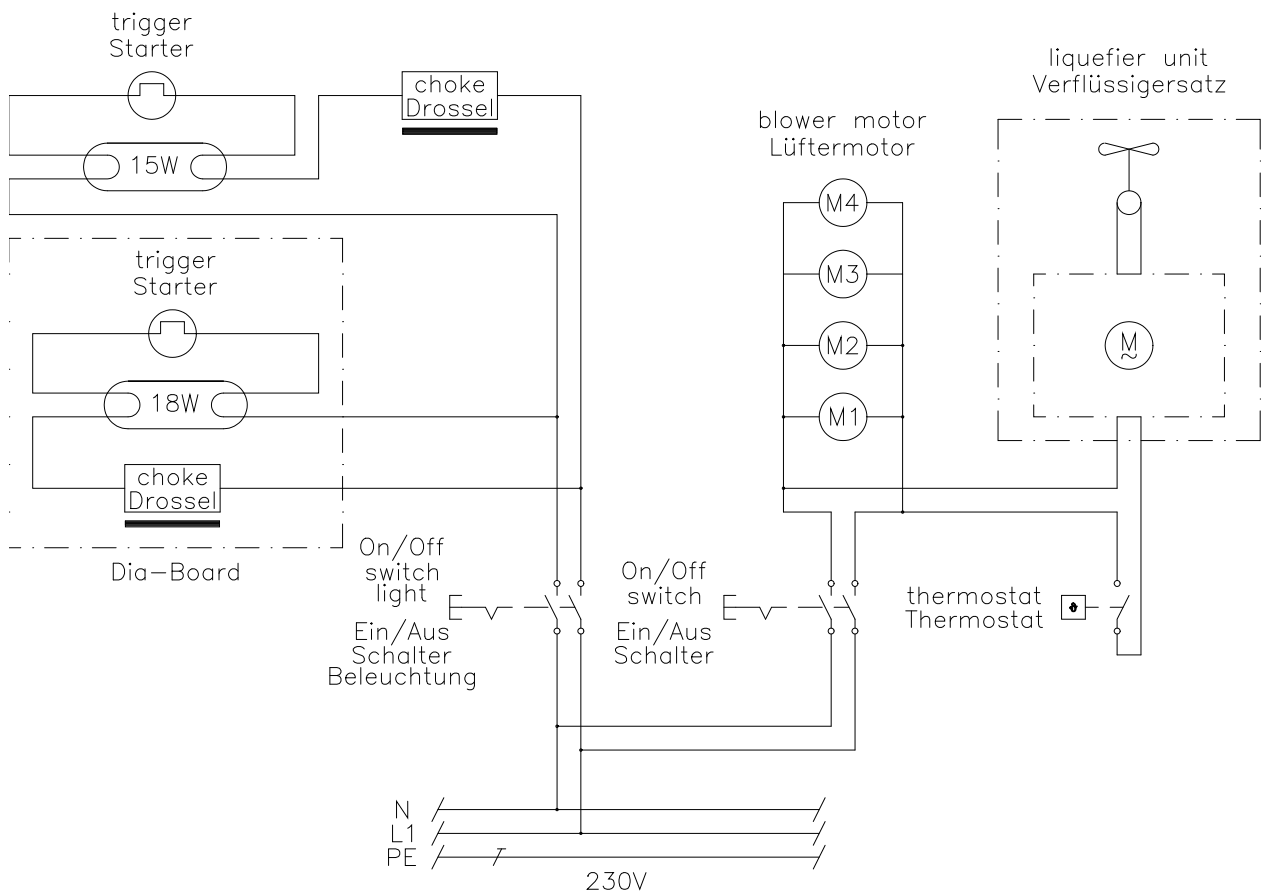 trigger
Starter
choke
Drossel
15W
liquefier unit
Verflüssigersatz
blower motor
Lüftermotor
M4
M3
M2
M1
M
~
trigger
Starter
18W
choke
Drossel
Dia-Board
On/Off
switch
light
Ein/Aus
Schalter
Beleuchtung
On/Off
switch
Ein/Aus
Schalter
thermostat
Thermostat
N
L1
PE
230V